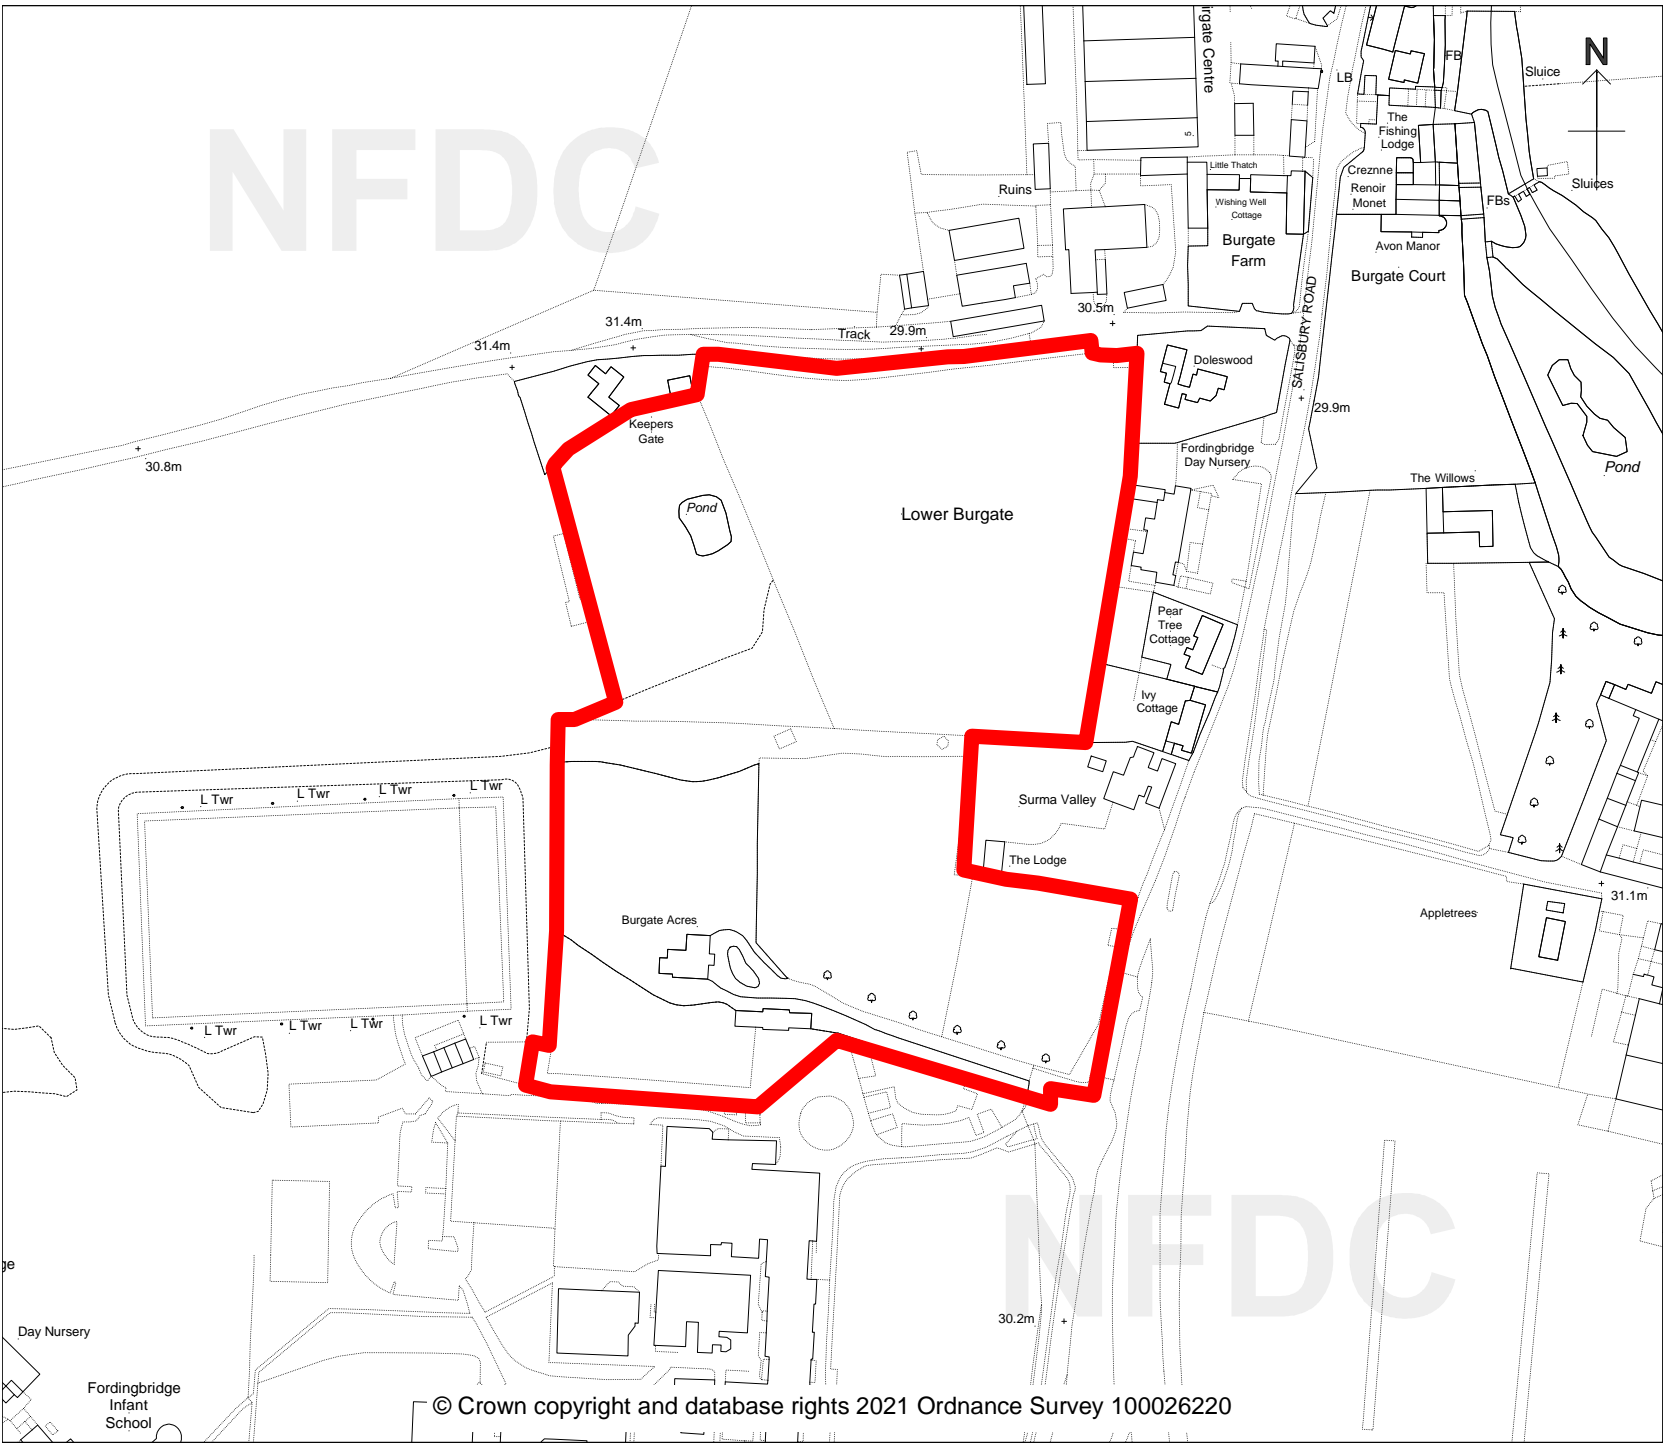 NFDC
N
Sluice
FB
LB
The
Fishing
Lodge
Creznne
Renoir
Monet
Sluices
FBs
Avon Manor
Burgate Court
5
Little Thatch
Wishing Well
Cottage
Burgate
Farm
Ruins
SALISBURY ROAD
30.5m
31.4m
31.4m
Track
29.9m
Doleswood
29.9m
30.8m
Keepers
Gate
Fordingbridge
Day Nursery
Pond
The Willows
Pond
Lower Burgate
Pear
Tree
Cottage
Ivy
Cottage
L Twr
L Twr
L Twr
L Twr
Surma Valley
The Lodge
31.1m
Appletrees
Burgate Acres
L Twr
L Twr
L Twr
L Twr
NFDC
30.2m
Day Nursery
Fordingbridge
Infant
School
© Crown copyright and database rights 2021 Ordnance Survey 100026220